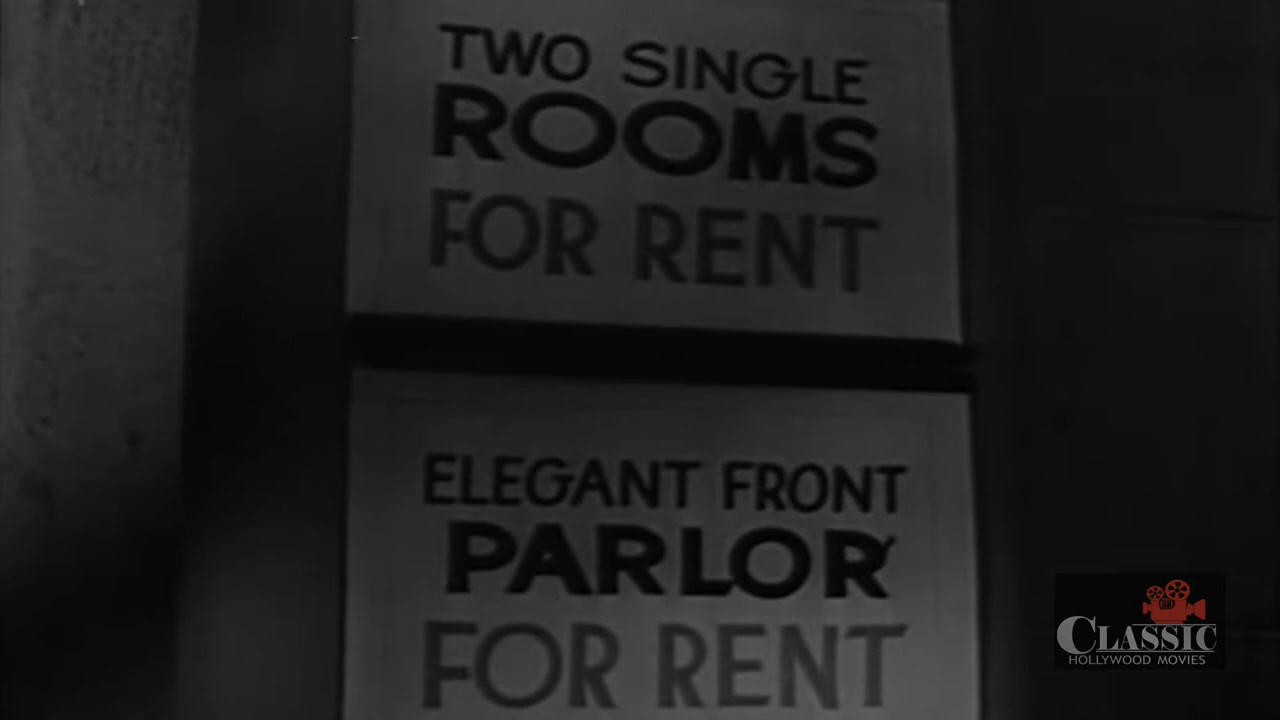 TWO SINGLE
ROOMS
FOR RENT
ELEGANT FRONT
PARLOR
FOR RENT
CLASSIC
HOLLYWOOD MOVIES